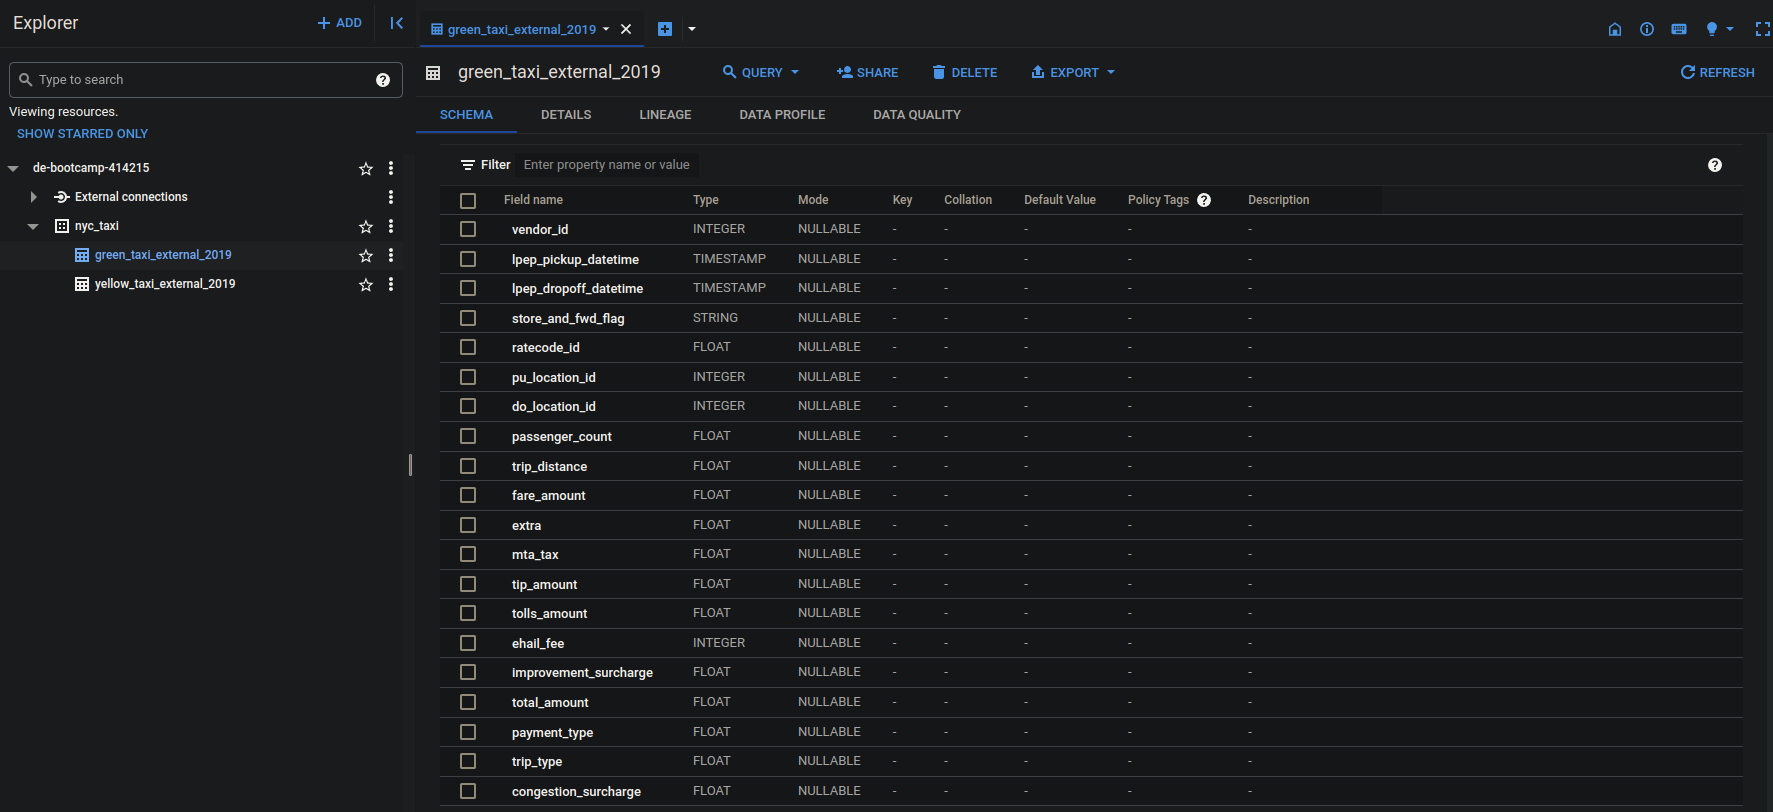 Explorer
+ ADD
Type to search
Viewing resources.
SHOW STARRED ONLY
de-bootcamp-414215
External connections
nyc_taxi
green_taxi_external_2019
yellow_taxi_external_2019
green_taxi_external_2019
green_taxi_external_2019
QUERY
SHARE
DELETE
EXPORT
REFRESH
SCHEMA DETAILS LINEAGE DATA PROFILE DATA QUALITY
Filter Enter property name or value
Field name Type Mode Key Collation Default Value Policy Tags Description
vendor_id INTEGER NULLABLE - - - - -
lpep_pickup_datetime TIMESTAMP NULLABLE - - - - -
lpep_dropoff_datetime TIMESTAMP NULLABLE - - - - -
store_and_fwd_flag STRING NULLABLE - - - - -
ratecode_id FLOAT NULLABLE - - - - -
pu_location_id INTEGER NULLABLE - - - - -
do_location_id INTEGER NULLABLE - - - - -
passenger_count FLOAT NULLABLE - - - - -
trip_distance FLOAT NULLABLE - - - - -
fare_amount FLOAT NULLABLE - - - - -
extra FLOAT NULLABLE - - - - -
mta_tax FLOAT NULLABLE - - - - -
tip_amount FLOAT NULLABLE - - - - -
tolls_amount FLOAT NULLABLE - - - - -
ehail_fee INTEGER NULLABLE - - - - -
improvement_surcharge FLOAT NULLABLE - - - - -
total_amount FLOAT NULLABLE - - - - -
payment_type FLOAT NULLABLE - - - - -
trip_type FLOAT NULLABLE - - - - -
congestion_surcharge FLOAT NULLABLE - - - - -